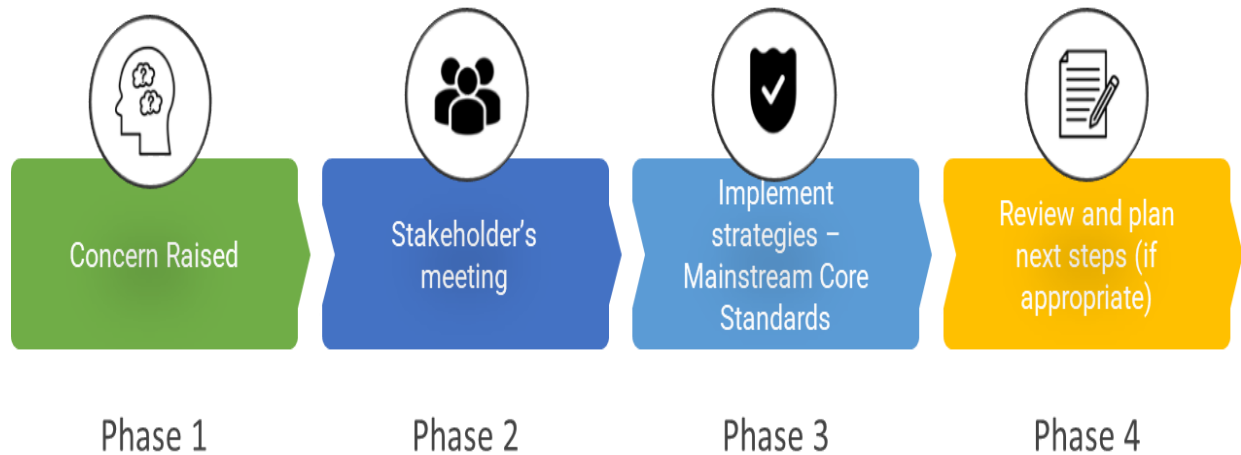 Concern Raised
Stakeholder’s
meeting
Implement
strategies –
Mainstream Core
Standards
Review and plan
next steps (if
appropriate)
Phase 1
Phase 2
Phase 3
Phase 4